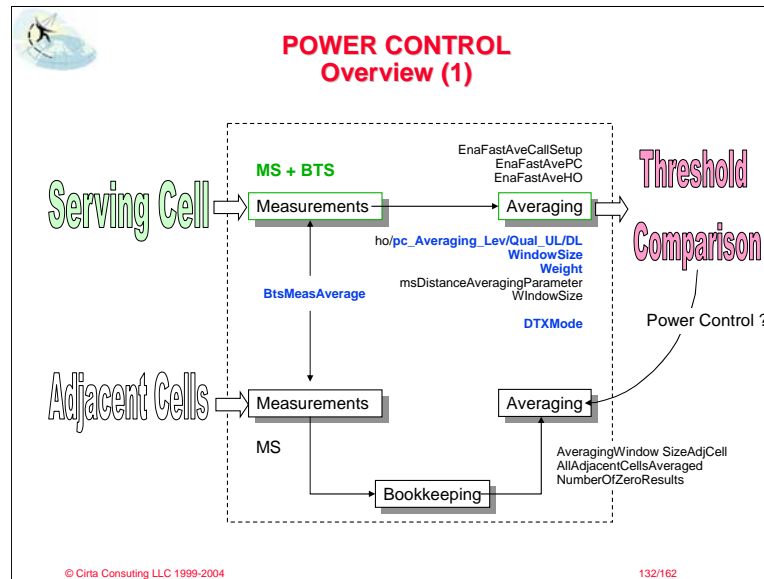 POWER CONTROL
Overview (1)
EnaFastAveCallSetup
EnaFastAvePC
EnaFastAveHO
MS + BTS
Serving Cell
Measurements
Averaging
Threshold
Comparison
ho/pc_Averaging_Lev/Qual_UL/DL
WindowSize
Weight
msDistanceAveragingParameter
WIndowSize
BtsMeasAverage
DTXMode
Power Control ?
Adjacent Cells
Measurements
Averaging
MS
AveragingWindow SizeAdjCell
AllAdjacentCellsAveraged
NumberOfZeroResults
Bookkeeping
© Cirta Consuting LLC 1999-2004
132/162